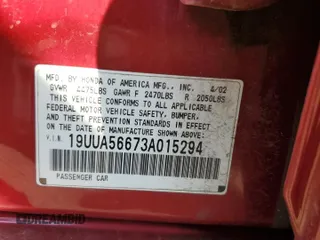 MFD. BY HONDA OF AMERICA MFG., INC. 4/02
GVWR 4475LBS GAWR F 2470LBS R 2050LBS
THIS VEHICLE CONFORMS TO ALL APPLICABLE
FEDERAL MOTOR VEHICLE SAFETY, BUMPER,
AND THEFT PREVENTION STANDARDS IN EFFECT
ON THE DATE OF MANUFACTURE SHOWN ABOVE.
V.I.N. 19UUA56673A015294
PASSENGER CAR
DREAMBID